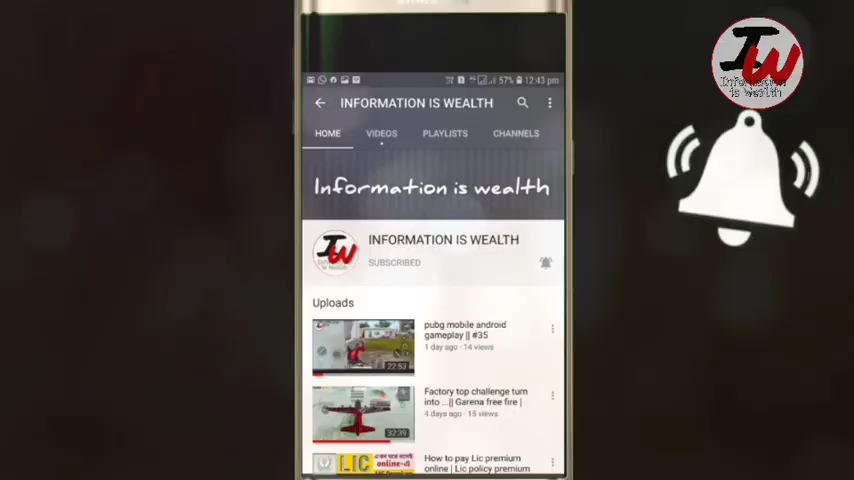 IW
Information
is Wealth
57% 12:43 pm
INFORMATION IS WEALTH
HOME VIDEOS PLAYLISTS CHANNELS
Information is wealth
INFORMATION IS WEALTH
SUBSCRIBED
Uploads
pubg mobile android
gameplay || #35
1 day ago · 14 views
22:53
Factory top challenge turn
into ...|| Garena free fire |
4 days ago · 15 views
32:39
How to pay Lic premium
online | Lic policy premium
LIC
online-এ